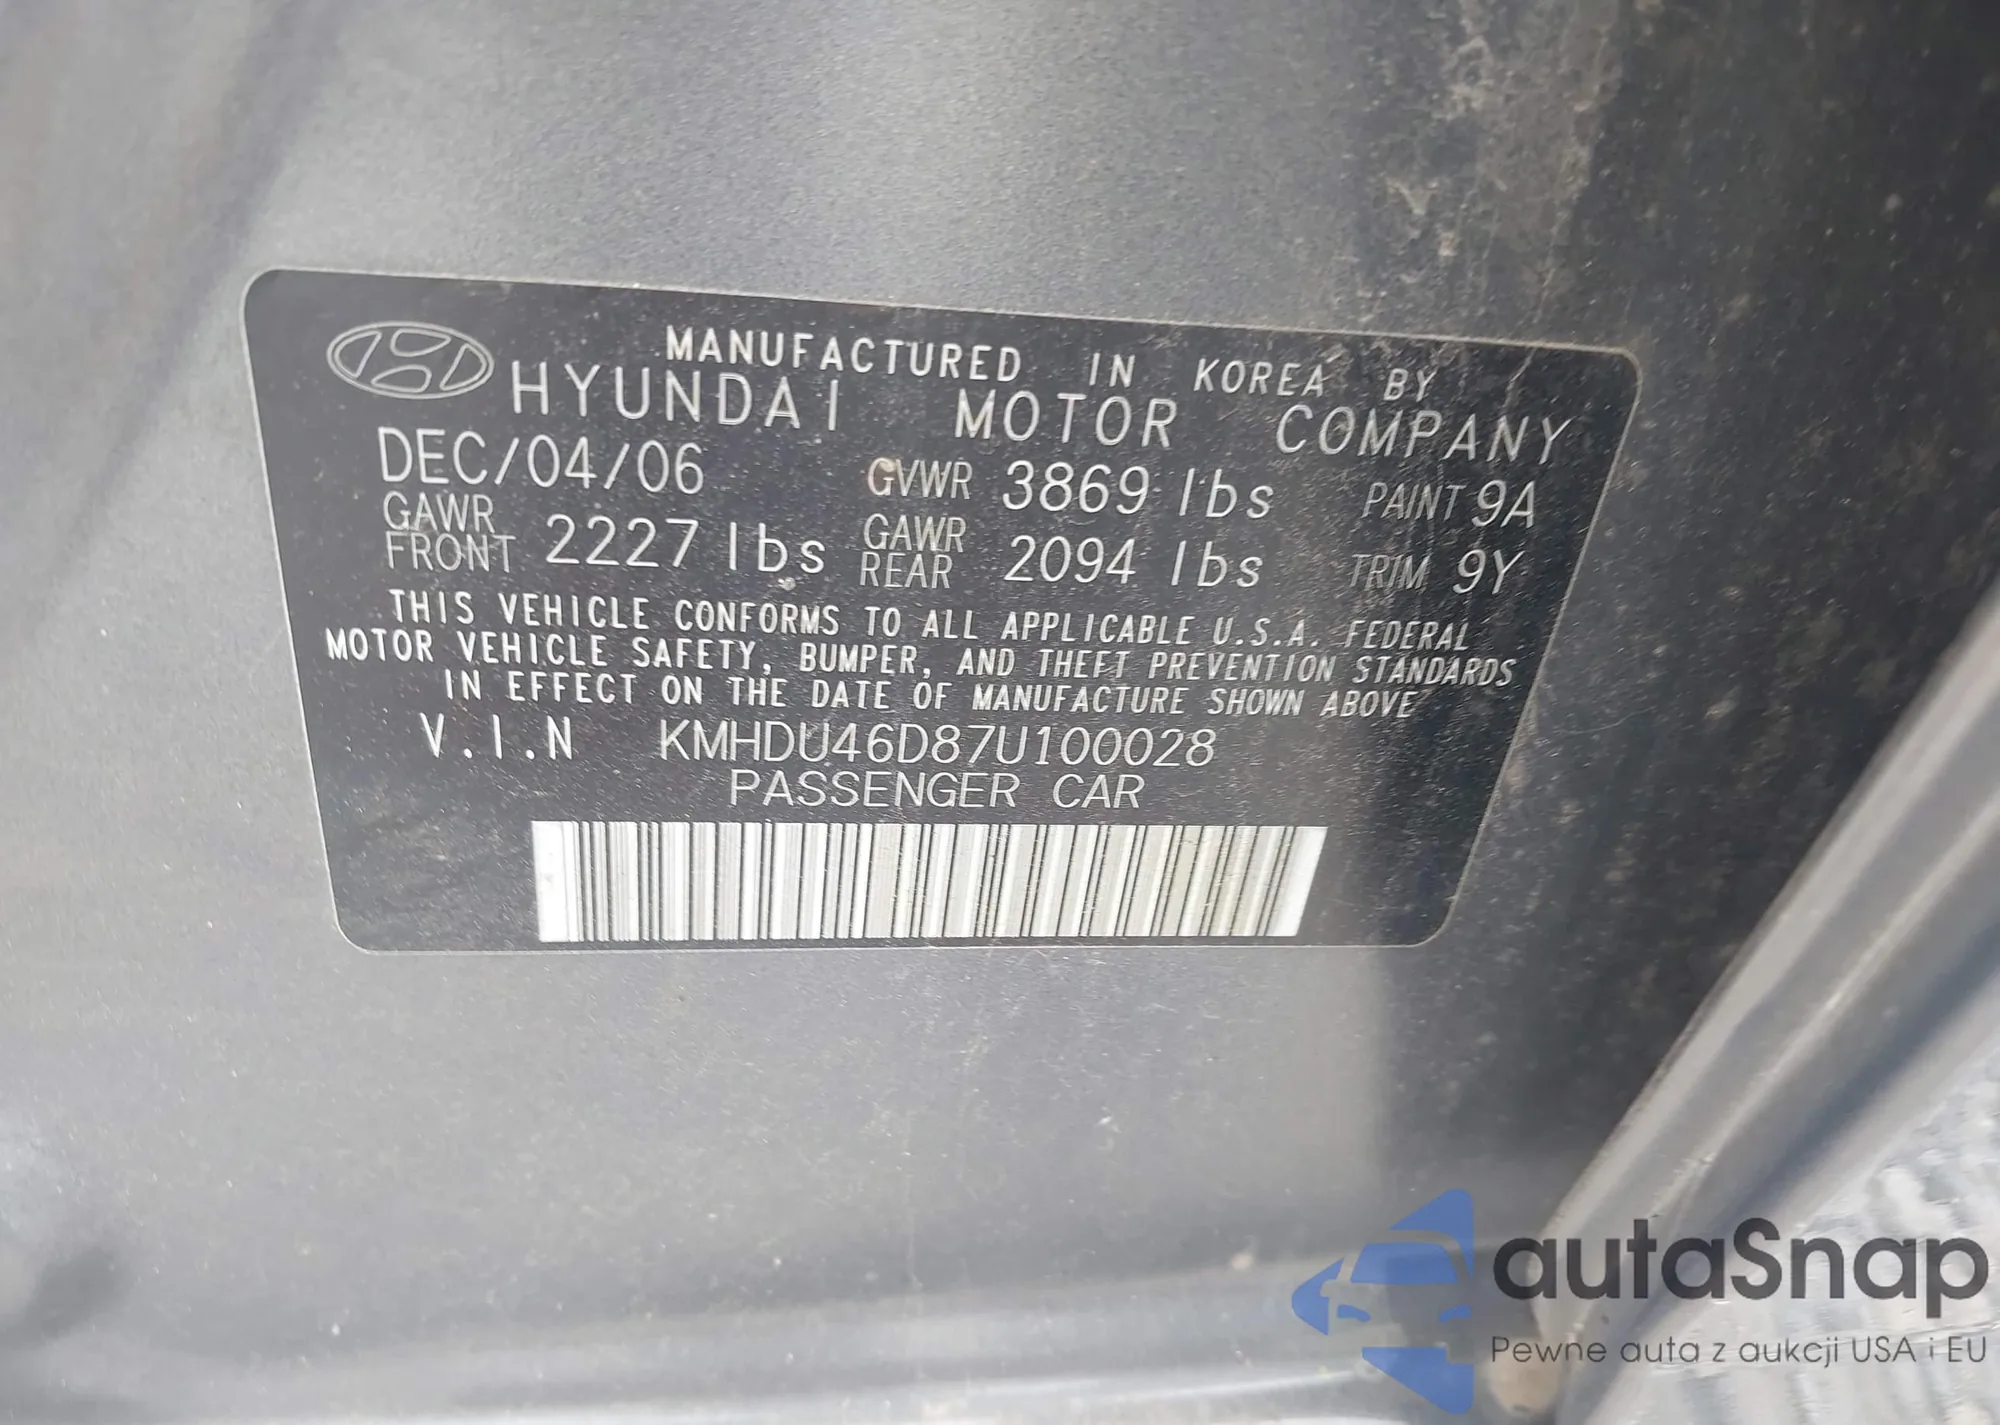 MANUFACTURED IN KOREA BY
HYUNDAI MOTOR COMPANY
DEC/04/06 GVWR 3869 lbs PAINT 9A
GAWR FRONT 2227 lbs GAWR REAR 2094 lbs TRIM 9Y
THIS VEHICLE CONFORMS TO ALL APPLICABLE U.S.A. FEDERAL
MOTOR VEHICLE SAFETY, BUMPER, AND THEFT PREVENTION STANDARDS
IN EFFECT ON THE DATE OF MANUFACTURE SHOWN ABOVE
V.I.N KMHDU46D87U100028
PASSENGER CAR
autaSnap
Pewne auta z aukcji USA i EU